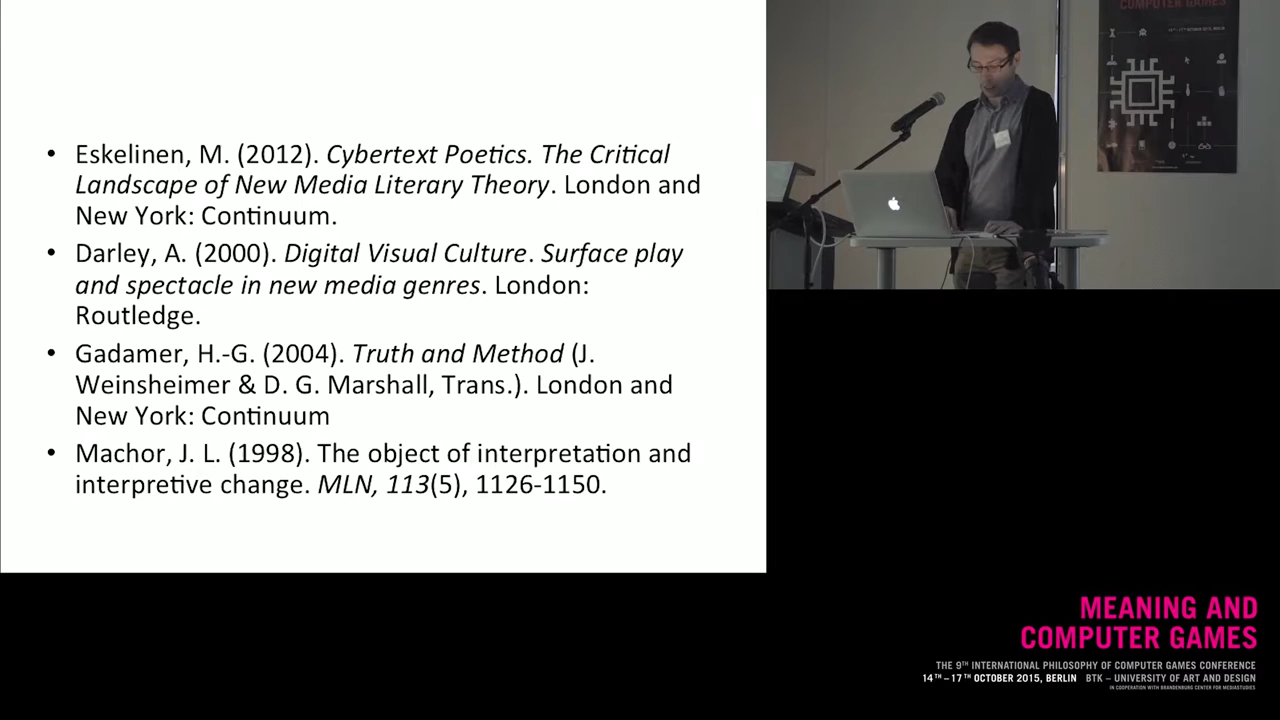 • Eskelinen, M. (2012). Cybertext Poetics. The Critical
Landscape of New Media Literary Theory. London and
New York: Continuum.
• Darley, A. (2000). Digital Visual Culture. Surface play
and spectacle in new media genres. London:
Routledge.
• Gadamer, H.-G. (2004). Truth and Method (J.
Weinsheimer & D. G. Marshall, Trans.). London and
New York: Continuum
• Machor, J. L. (1998). The object of interpretation and
interpretive change. MLN, 113(5), 1126-1150.
COMPUTER GAMES
MEANING AND
COMPUTER GAMES
THE 9TH INTERNATIONAL PHILOSOPHY OF COMPUTER GAMES CONFERENCE
14TH – 17TH OCTOBER 2015, BERLIN BTK – UNIVERSITY OF ART AND DESIGN
IN COOPERATION WITH BRANDENBURG CENTER FOR MEDIASTUDIES